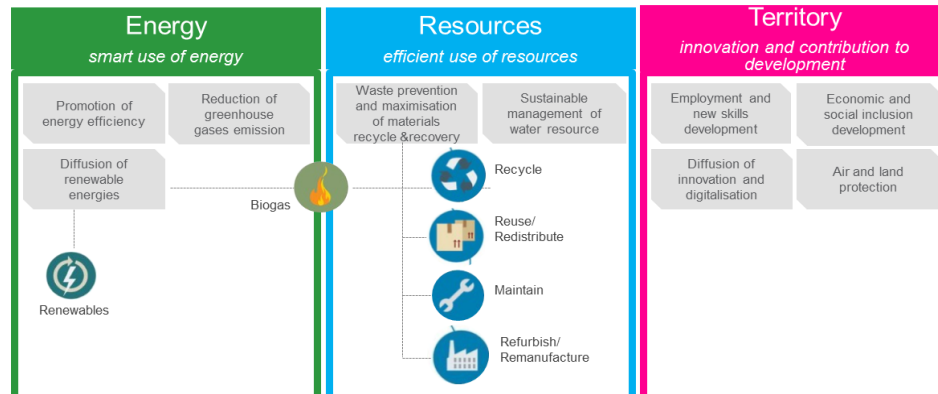 Energy
smart use of energy
Promotion of
energy efficiency
Reduction of
greenhouse
gases emission
Diffusion of
renewable
energies
Biogas
Renewables
Resources
efficient use of resources
Waste prevention
and maximisation
of materials
recycle &recovery
Sustainable
management of
water resource
Recycle
Reuse/
Redistribute
Maintain
Refurbish/
Remanufacture
Territory
innovation and contribution to
development
Employment and
new skills
development
Economic and
social inclusion
development
Diffusion of
innovation and
digitalisation
Air and land
protection